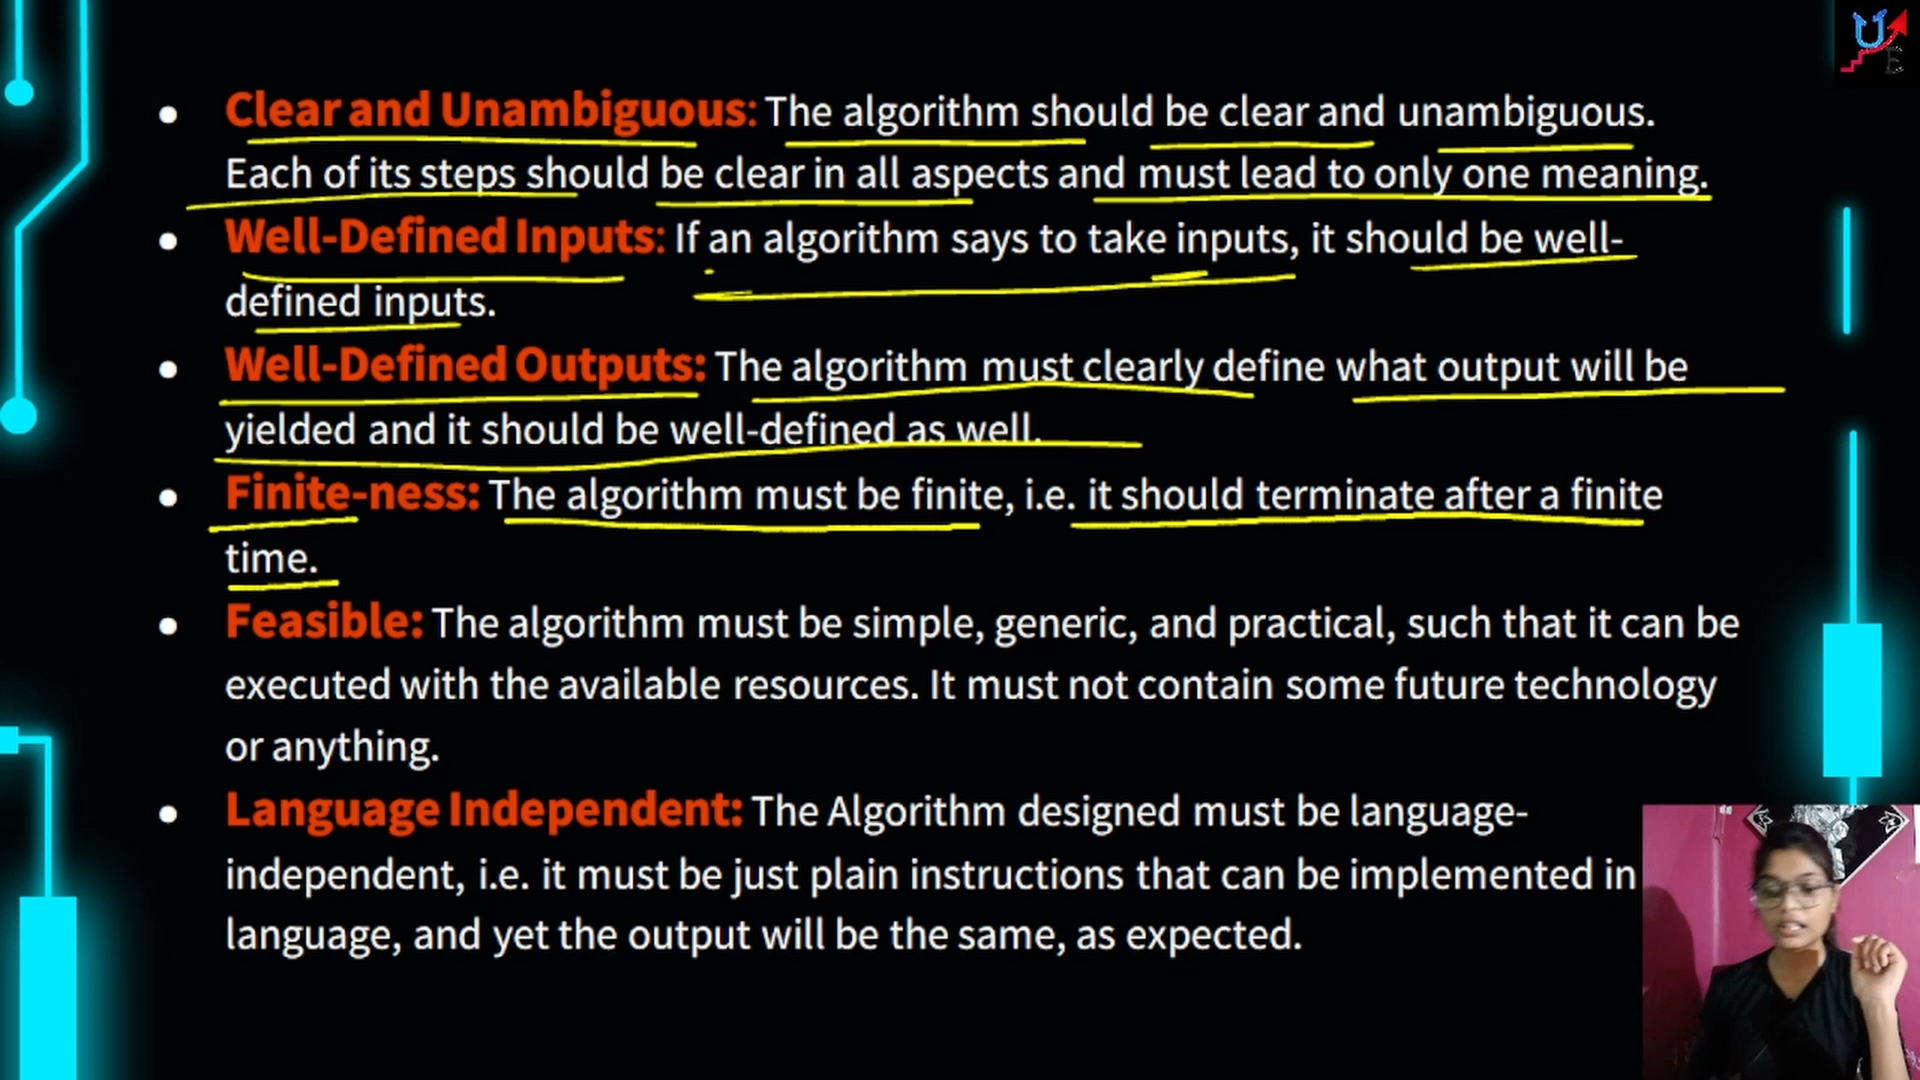 UE
• Clear and Unambiguous: The algorithm should be clear and unambiguous.
Each of its steps should be clear in all aspects and must lead to only one meaning.
• Well-Defined Inputs: If an algorithm says to take inputs, it should be well-
defined inputs.
• Well-Defined Outputs: The algorithm must clearly define what output will be
yielded and it should be well-defined as well.
• Finite-ness: The algorithm must be finite, i.e. it should terminate after a finite
time.
• Feasible: The algorithm must be simple, generic, and practical, such that it can be
executed with the available resources. It must not contain some future technology
or anything.
• Language Independent: The Algorithm designed must be language-
independent, i.e. it must be just plain instructions that can be implemented in
language, and yet the output will be the same, as expected.